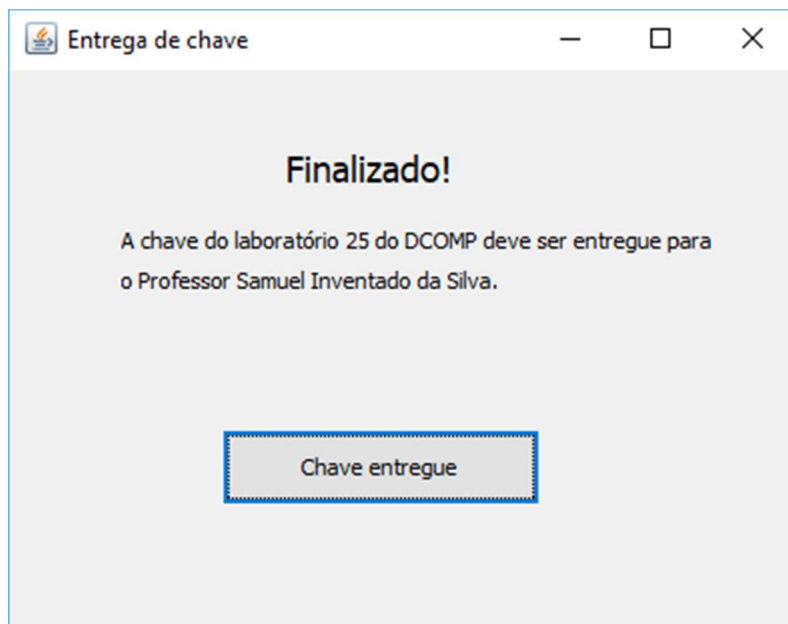 Entrega de chave
Finalizado!
A chave do laboratório 25 do DCOMP deve ser entregue para
o Professor Samuel Inventado da Silva.
Chave entregue